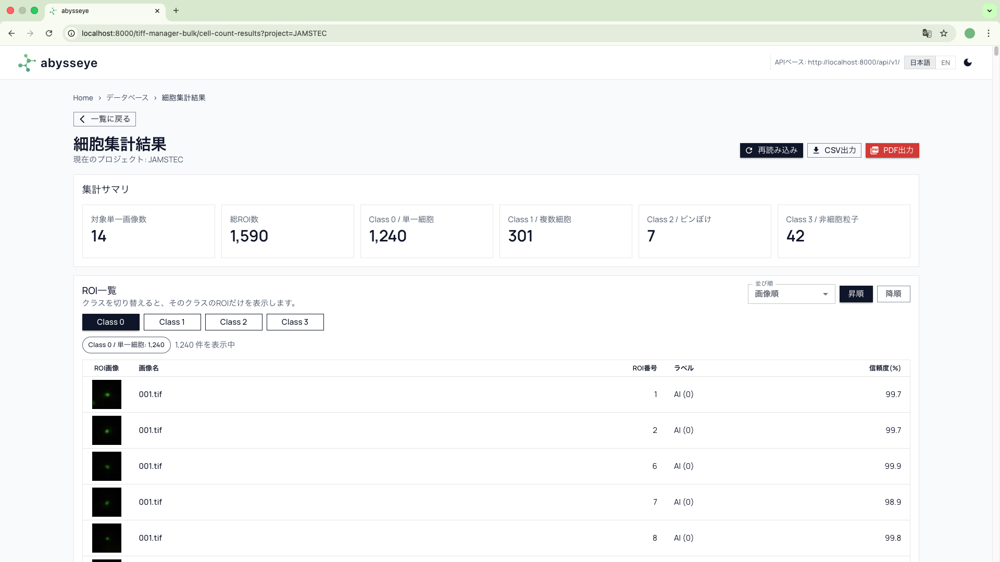 abysseye
localhost:8000/tiff-manager-bulk/cell-count-results?project=JAMSTEC
abysseye
APIベース: http://localhost:8000/api/v1/
日本語
EN
Home › データベース › 細胞集計結果
一覧に戻る
細胞集計結果
現在のプロジェクト: JAMSTEC
再読み込み
CSV出力
PDF
PDF出力
集計サマリ
対象単一画像数
14
総ROI数
1,590
Class 0 / 単一細胞
1,240
Class 1 / 複数細胞
301
Class 2 / ピンぼけ
7
Class 3 / 非細胞粒子
42
ROI一覧
クラスを切り替えると、そのクラスのROIだけを表示します。
並び順
画像順
昇順
降順
Class 0
Class 1
Class 2
Class 3
Class 0 / 単一細胞: 1,240
1,240 件を表示中
ROI画像 画像名 ROI番号 ラベル 信頼度(%)
001.tif 1 AI (0) 99.7
001.tif 2 AI (0) 99.7
001.tif 6 AI (0) 99.9
001.tif 7 AI (0) 98.9
001.tif 8 AI (0) 99.8